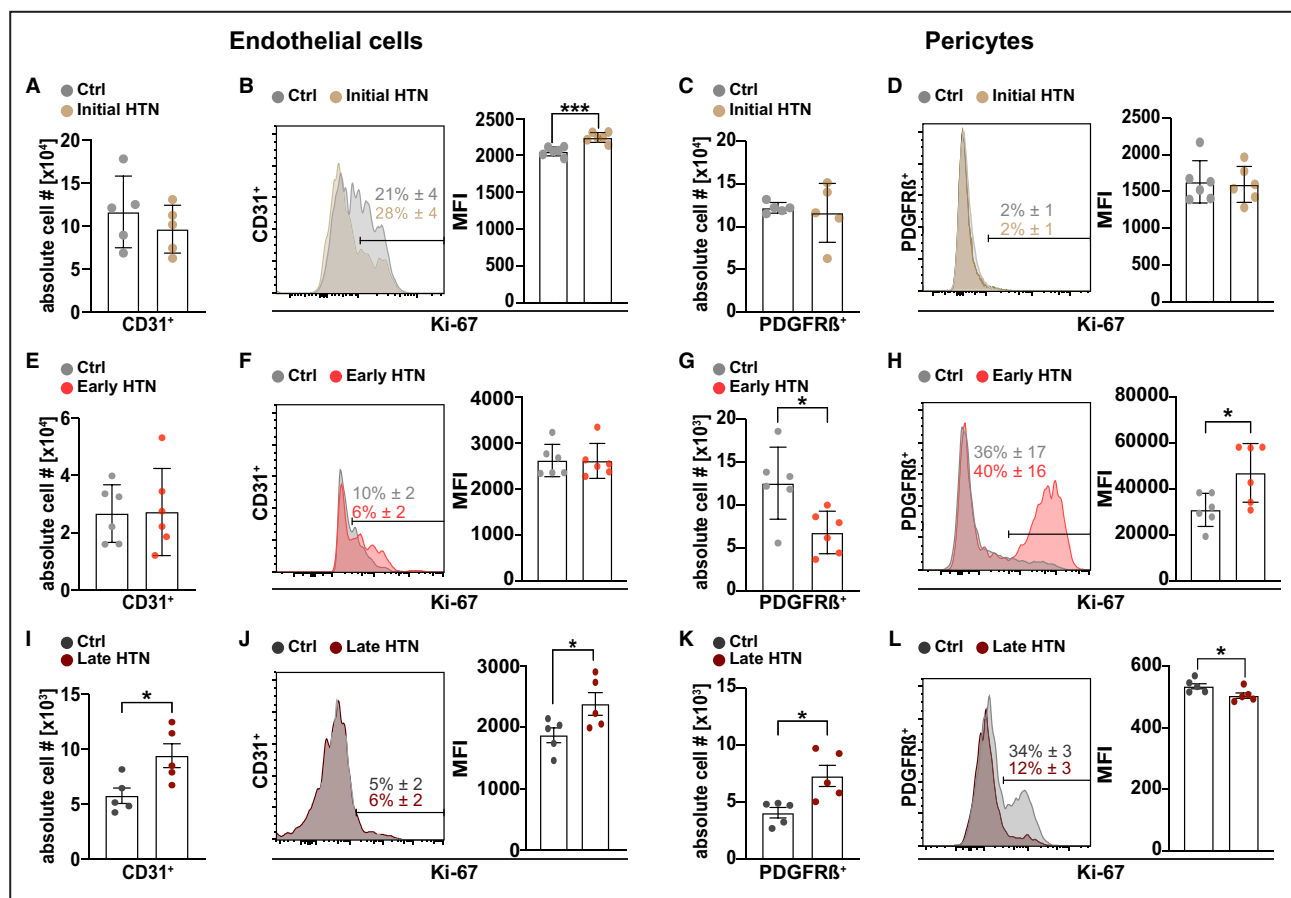 Endothelial cells
Pericytes
A
Ctrl
Initial HTN
absolute cell # [x10⁴]
20
15
10
5
0
CD31⁺
B
Ctrl Initial HTN
CD31⁺
21% ± 4
28% ± 4
MFI
2500
2000
1500
1000
500
0
***
Ki-67
C
Ctrl
Initial HTN
absolute cell # [x10⁴]
20
15
10
5
0
PDGFRß⁺
D
Ctrl Initial HTN
PDGFRß⁺
2% ± 1
2% ± 1
MFI
2500
2000
1500
1000
500
0
Ki-67
E
Ctrl
Early HTN
absolute cell # [x10⁴]
6
4
2
0
CD31⁺
F
Ctrl Early HTN
CD31⁺
10% ± 2
6% ± 2
MFI
4000
3000
2000
1000
0
Ki-67
G
Ctrl
Early HTN
absolute cell # [x10³]
20
15
10
5
0
*
PDGFRß⁺
H
Ctrl Early HTN
PDGFRß⁺
36% ± 17
40% ± 16
MFI
80000
60000
40000
20000
0
*
Ki-67
I
Ctrl
Late HTN
absolute cell # [x10³]
15
10
5
0
*
CD31⁺
J
Ctrl Late HTN
CD31⁺
5% ± 2
6% ± 2
MFI
3000
2000
1000
0
*
Ki-67
K
Ctrl
Late HTN
absolute cell # [x10³]
15
10
5
0
*
PDGFRß⁺
L
Ctrl Late HTN
PDGFRß⁺
34% ± 3
12% ± 3
MFI
600
400
200
0
*
Ki-67